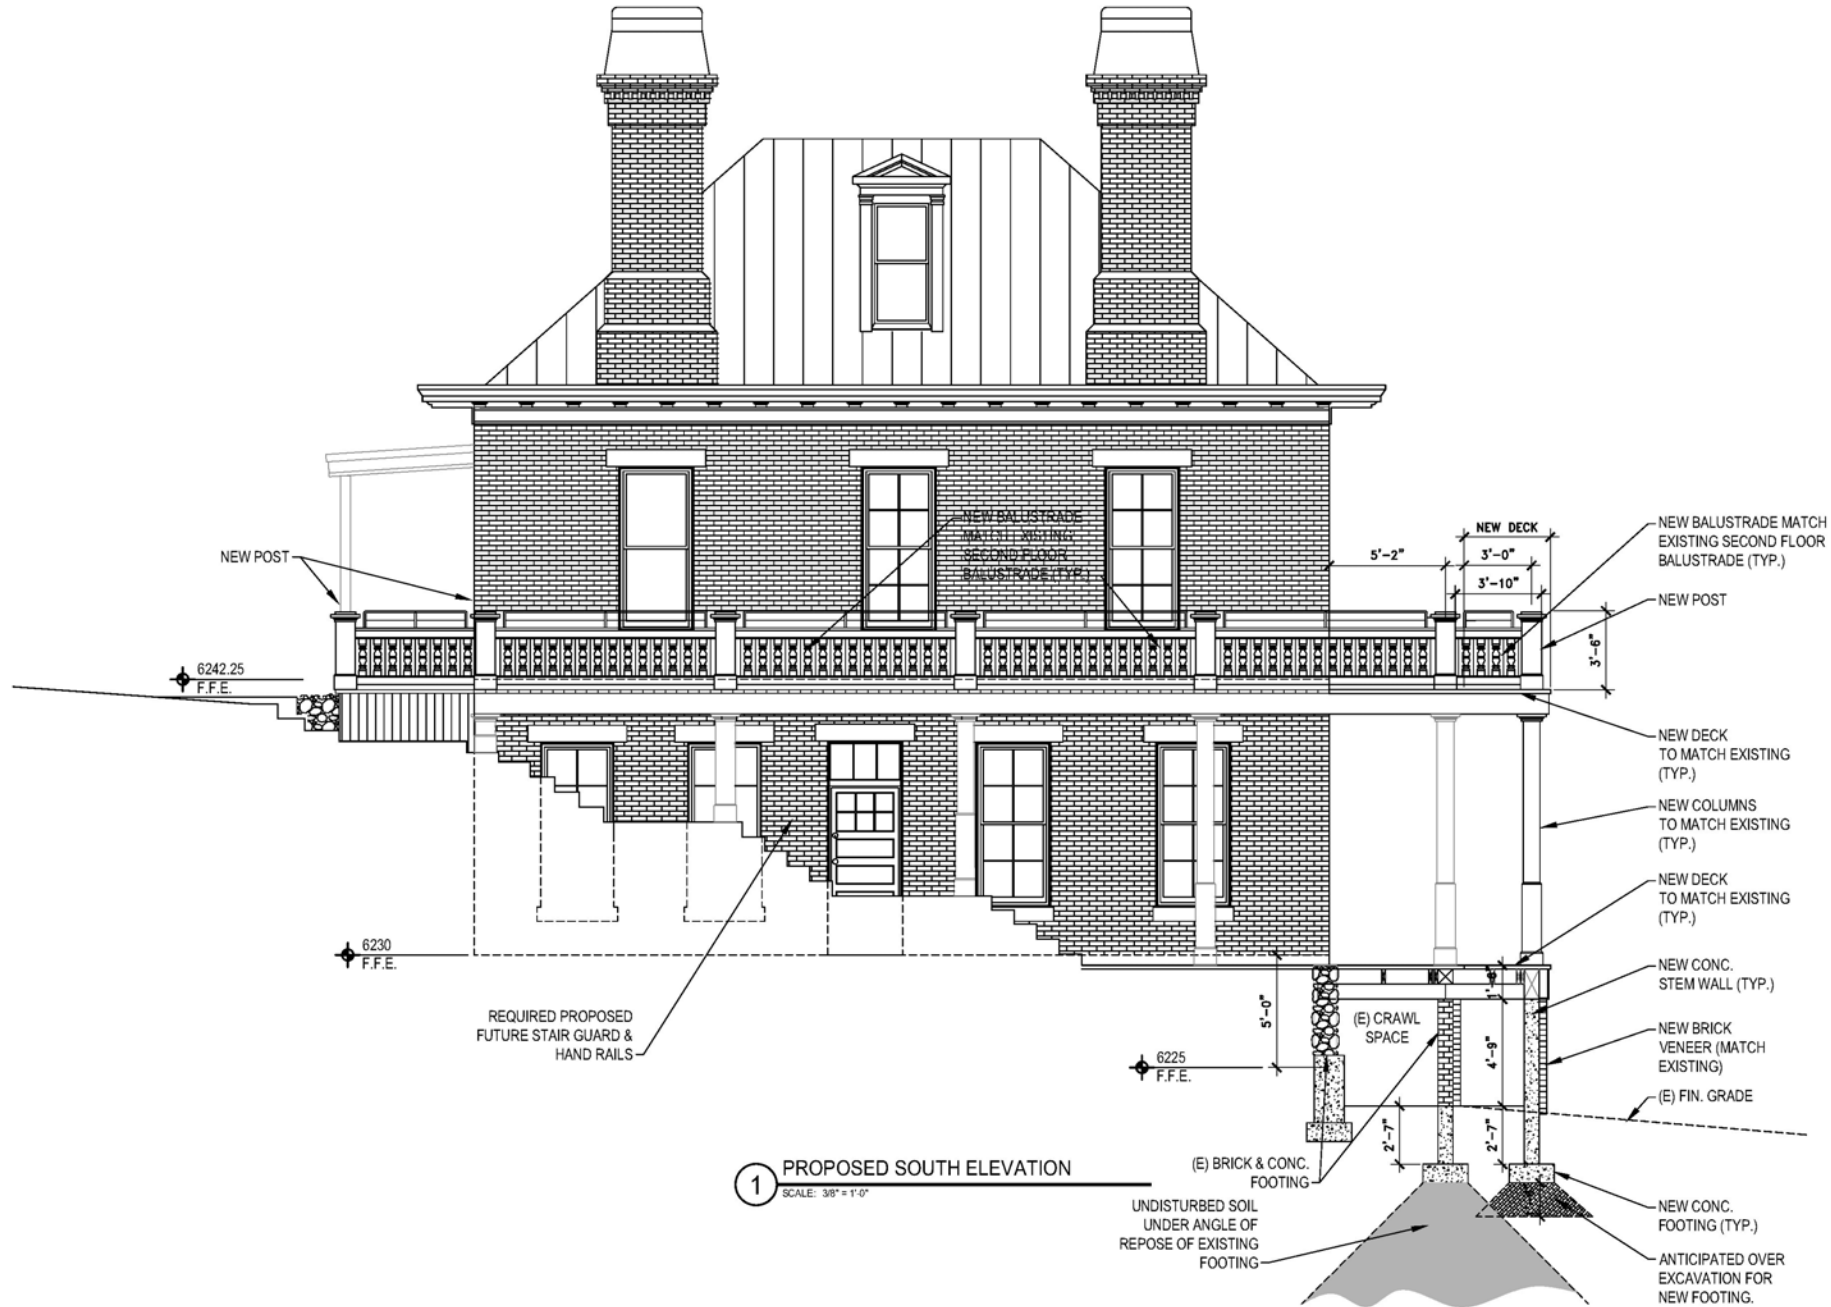 NEW BALUSTRADE
MATCH EXISTING
SECOND FLOOR
BALUSTRADE (TYP.)
NEW POST
NEW DECK
5'-2"
3'-0"
3'-10"
3'-6"
NEW BALUSTRADE MATCH
EXISTING SECOND FLOOR
BALUSTRADE (TYP.)
NEW POST
6242.25
F.F.E.
NEW DECK
TO MATCH EXISTING
(TYP.)
NEW COLUMNS
TO MATCH EXISTING
(TYP.)
NEW DECK
TO MATCH EXISTING
(TYP.)
6230
F.F.E.
NEW CONC.
STEM WALL (TYP.)
REQUIRED PROPOSED
FUTURE STAIR GUARD &
HAND RAILS
5'-0"
(E) CRAWL
SPACE
1'-8"
4'-9"
NEW BRICK
VENEER (MATCH
EXISTING)
6225
F.F.E.
(E) FIN. GRADE
2'-7"
2'-7"
1
PROPOSED SOUTH ELEVATION
SCALE: 3/8" = 1'-0"
(E) BRICK & CONC.
FOOTING
UNDISTURBED SOIL
UNDER ANGLE OF
REPOSE OF EXISTING
FOOTING
NEW CONC.
FOOTING (TYP.)
ANTICIPATED OVER
EXCAVATION FOR
NEW FOOTING.